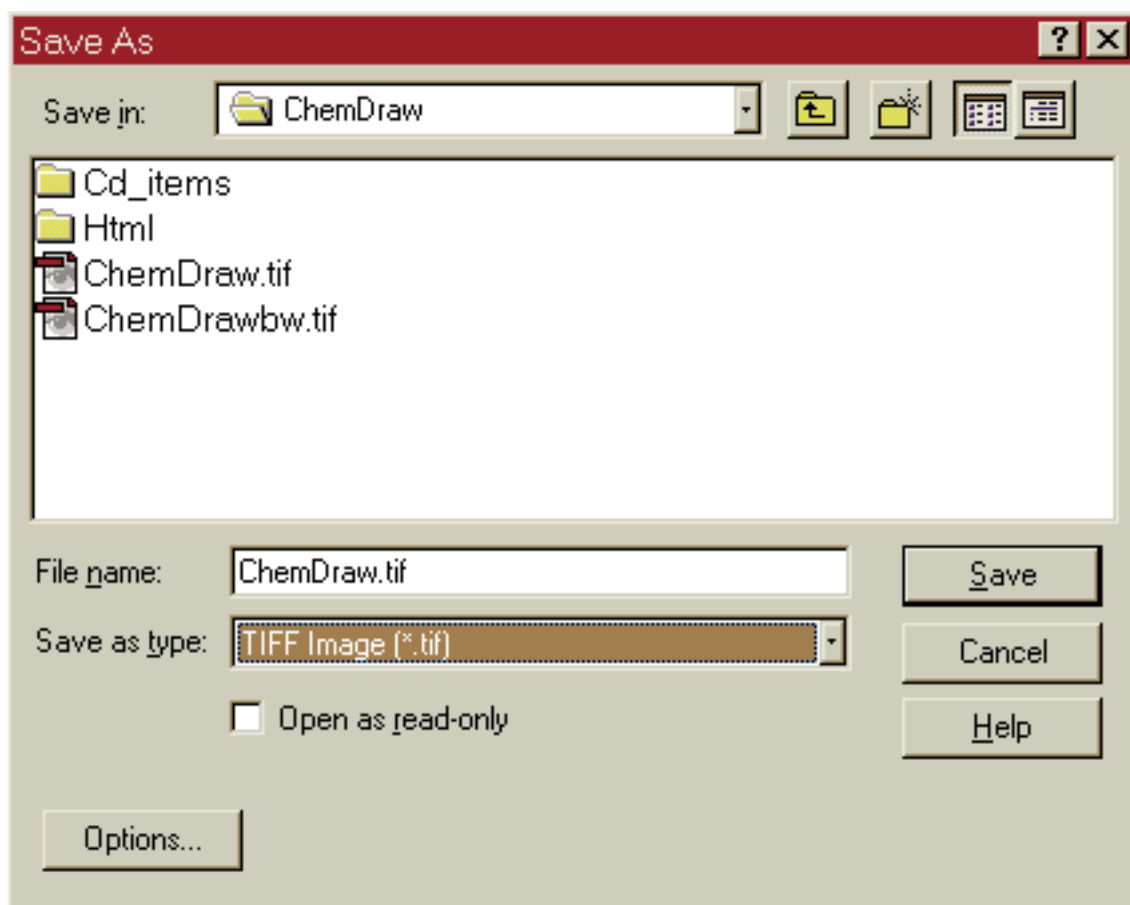 Save As
Save in: ChemDraw
Cd_items
Html
ChemDraw.tif
ChemDrawbw.tif
File name: ChemDraw.tif Save
Save as type: TIFF Image (*.tif) Cancel
Open as read-only Help
Options...